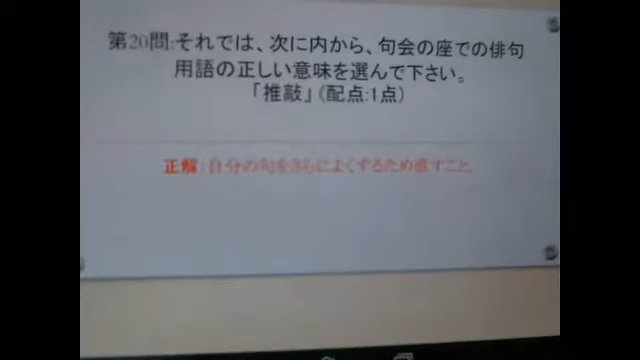 第20問:それでは、次に内から、句会の座での俳句
用語の正しい意味を選んで下さい。
「推敲」(配点:1点)
正解:自分の句をさらによくするため直すこと